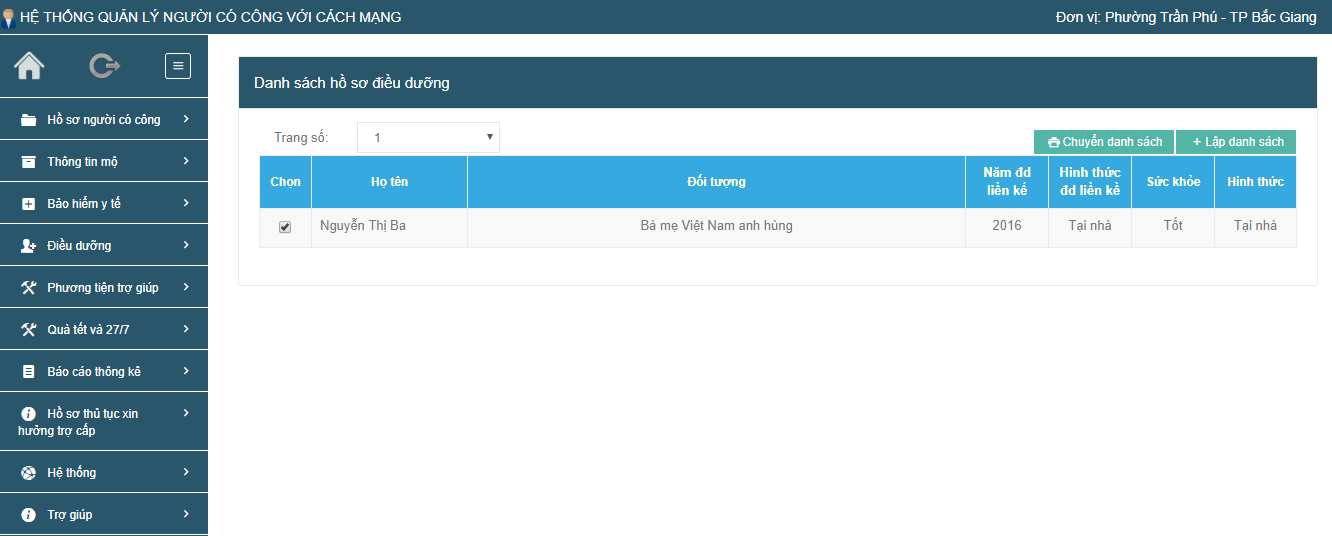 HỆ THỐNG QUẢN LÝ NGƯỜI CÓ CÔNG VỚI CÁCH MẠNG
Đơn vị: Phường Trần Phú - TP Bắc Giang
Hồ sơ người có công
Thông tin mộ
Bảo hiểm y tế
Điều dưỡng
Phương tiện trợ giúp
Quà tết và 27/7
Báo cáo thông kê
Hồ sơ thủ tục xin
hưởng trợ cấp
Hệ thống
Trợ giúp
Danh sách hồ sơ điều dưỡng
Trang số: 1
Chuyển danh sách + Lập danh sách
Chọn Họ tên Đối tượng Năm đd liền kế Hình thức đd liền kề Sức khỏe Hình thức
Nguyễn Thị Ba Bà mẹ Việt Nam anh hùng 2016 Tại nhà Tốt Tại nhà